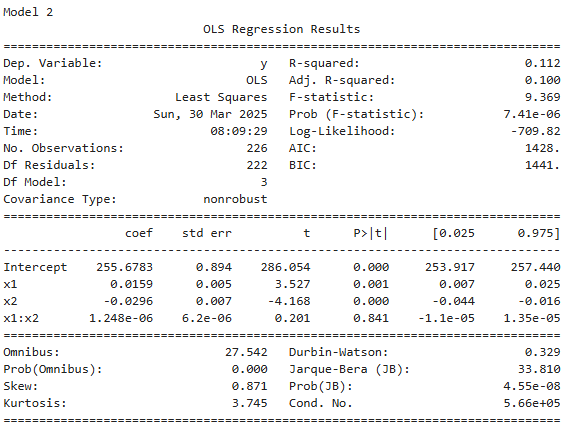 Model 2
OLS Regression Results
==============================================================================
Dep. Variable: y R-squared: 0.112
Model: OLS Adj. R-squared: 0.100
Method: Least Squares F-statistic: 9.369
Date: Sun, 30 Mar 2025 Prob (F-statistic): 7.41e-06
Time: 08:09:29 Log-Likelihood: -709.82
No. Observations: 226 AIC: 1428.
Df Residuals: 222 BIC: 1441.
Df Model: 3
Covariance Type: nonrobust
==============================================================================
coef std err t P>|t| [0.025 0.975]
------------------------------------------------------------------------------
Intercept 255.6783 0.894 286.054 0.000 253.917 257.440
x1 0.0159 0.005 3.527 0.001 0.007 0.025
x2 -0.0296 0.007 -4.168 0.000 -0.044 -0.016
x1:x2 1.248e-06 6.2e-06 0.201 0.841 -1.1e-05 1.35e-05
==============================================================================
Omnibus: 27.542 Durbin-Watson: 0.329
Prob(Omnibus): 0.000 Jarque-Bera (JB): 33.810
Skew: 0.871 Prob(JB): 4.55e-08
Kurtosis: 3.745 Cond. No. 5.66e+05
==============================================================================